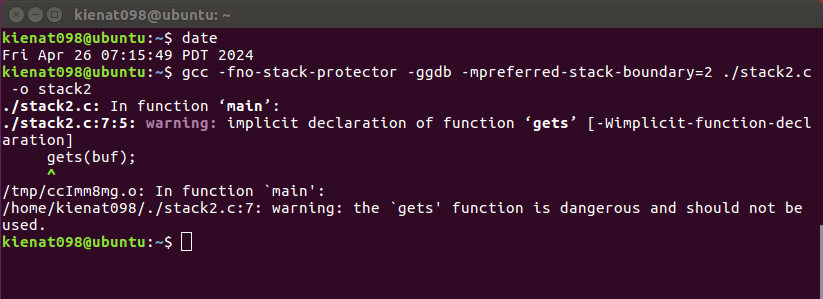 kienat098@ubuntu: ~
kienat098@ubuntu:~$ date
Fri Apr 26 07:15:49 PDT 2024
kienat098@ubuntu:~$ gcc -fno-stack-protector -ggdb -mpreferred-stack-boundary=2 ./stack2.c
 -o stack2
./stack2.c: In function ‘main’:
./stack2.c:7:5: warning: implicit declaration of function ‘gets’ [-Wimplicit-function-decl
aration]
     gets(buf);
     ^
/tmp/ccImm8mg.o: In function `main':
/home/kienat098/./stack2.c:7: warning: the `gets' function is dangerous and should not be
used.
kienat098@ubuntu:~$